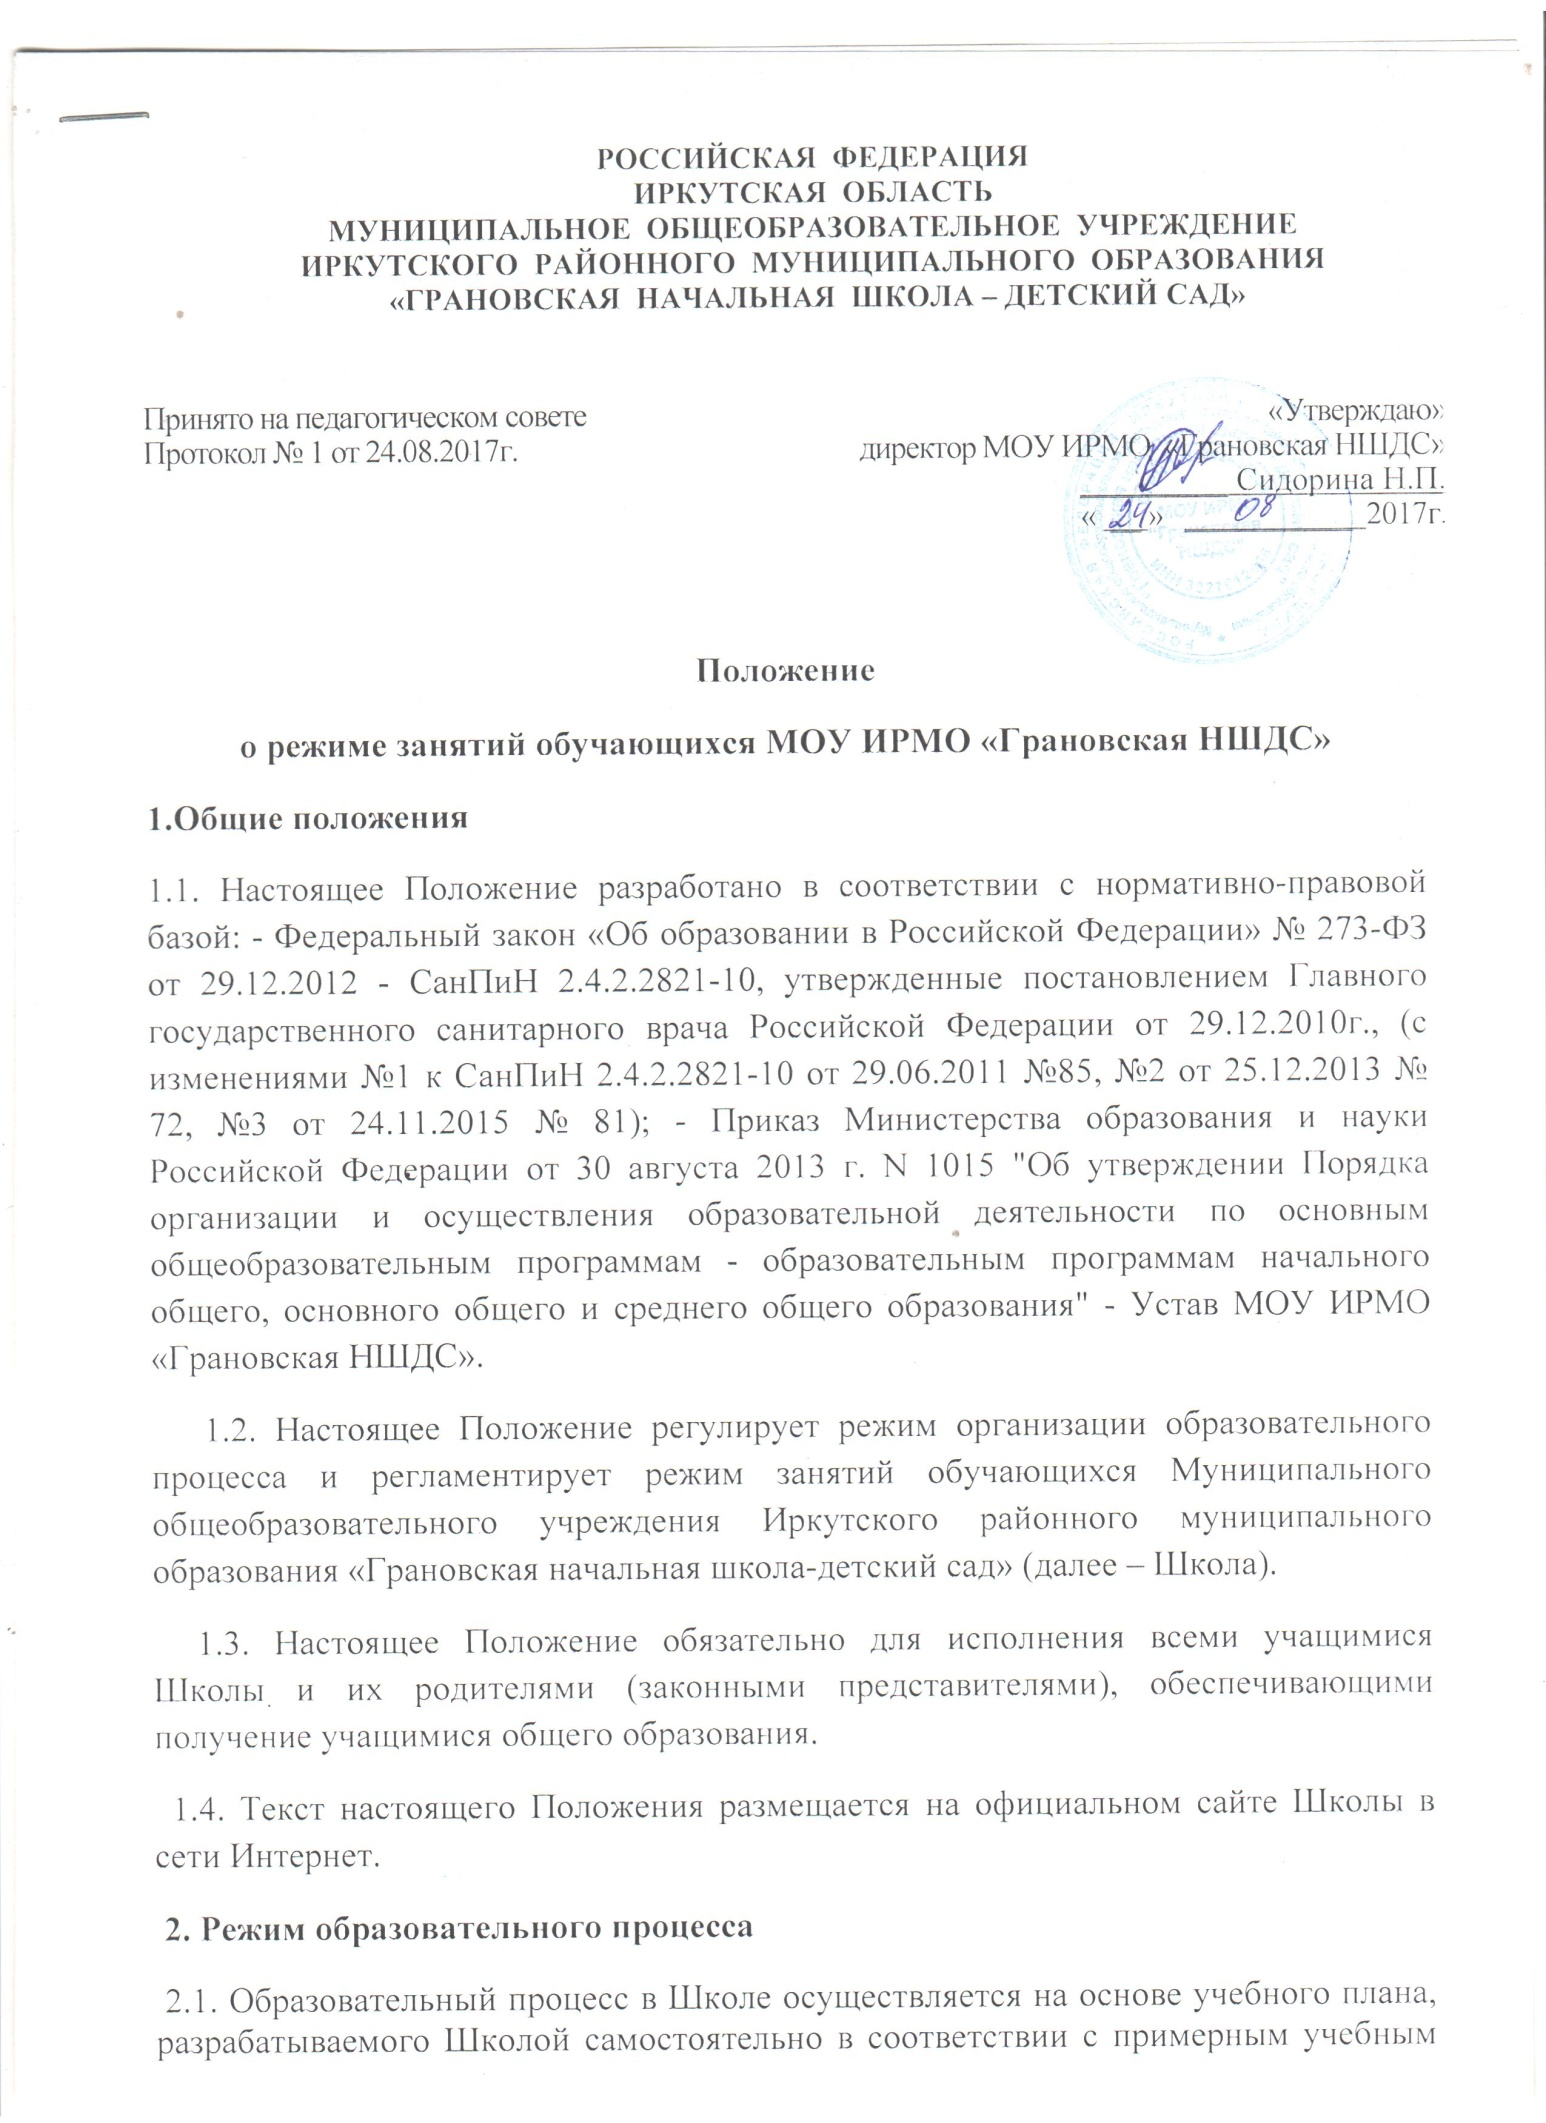 РОССИЙСКАЯ ФЕДЕРАЦИЯ
ИРКУТСКАЯ ОБЛАСТЬ
МУНИЦИПАЛЬНОЕ ОБЩЕОБРАЗОВАТЕЛЬНОЕ УЧРЕЖДЕНИЕ
ИРКУТСКОГО РАЙОННОГО МУНИЦИПАЛЬНОГО ОБРАЗОВАНИЯ
«ГРАНОВСКАЯ НАЧАЛЬНАЯ ШКОЛА – ДЕТСКИЙ САД»
Принято на педагогическом совете
Протокол № 1 от 24.08.2017г.
«Утверждаю»
директор МОУ ИРМО «Грановская НШДС»
Сидорина Н.П.
« 24 » 08 2017г.
Положение
о режиме занятий обучающихся МОУ ИРМО «Грановская НШДС»
1.Общие положения
1.1. Настоящее Положение разработано в соответствии с нормативно-правовой
базой: - Федеральный закон «Об образовании в Российской Федерации» № 273-ФЗ
от 29.12.2012 - СанПиН 2.4.2.2821-10, утвержденные постановлением Главного
государственного санитарного врача Российской Федерации от 29.12.2010г., (с
изменениями №1 к СанПиН 2.4.2.2821-10 от 29.06.2011 №85, №2 от 25.12.2013 №
72, №3 от 24.11.2015 № 81); - Приказ Министерства образования и науки
Российской Федерации от 30 августа 2013 г. N 1015 "Об утверждении Порядка
организации и осуществления образовательной деятельности по основным
общеобразовательным программам - образовательным программам начального
общего, основного общего и среднего общего образования" - Устав МОУ ИРМО
«Грановская НШДС».
1.2. Настоящее Положение регулирует режим организации образовательного
процесса и регламентирует режим занятий обучающихся Муниципального
общеобразовательного учреждения Иркутского районного муниципального
образования «Грановская начальная школа-детский сад» (далее – Школа).
1.3. Настоящее Положение обязательно для исполнения всеми учащимися
Школы и их родителями (законными представителями), обеспечивающими
получение учащимися общего образования.
1.4. Текст настоящего Положения размещается на официальном сайте Школы в
сети Интернет.
2. Режим образовательного процесса
2.1. Образовательный процесс в Школе осуществляется на основе учебного плана,
разрабатываемого Школой самостоятельно в соответствии с примерным учебным